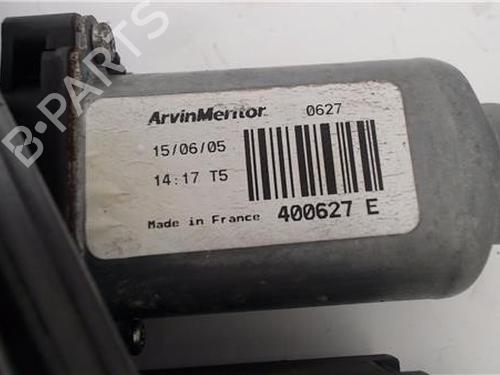 B-PARTS
ArvinMeritor 0627
15/06/05
14:17 T5
Made in France 400627 E